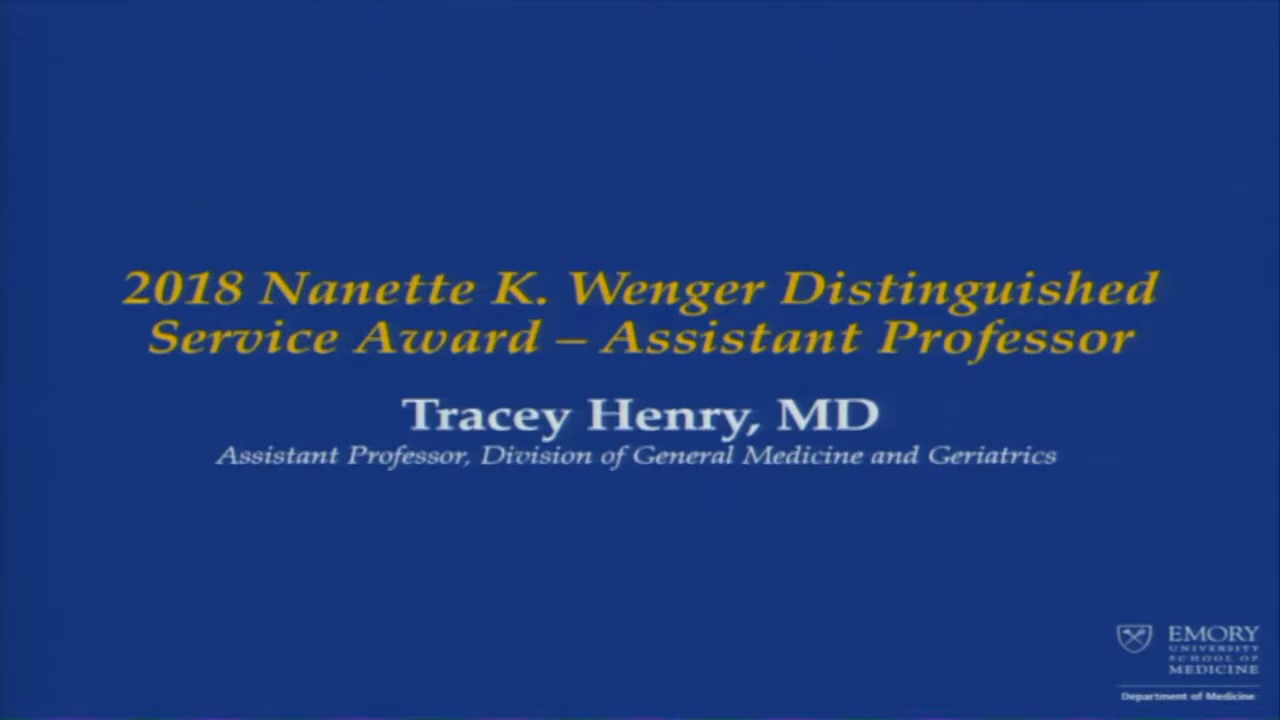 2018 Nanette K. Wenger Distinguished
Service Award – Assistant Professor
Tracey Henry, MD
Assistant Professor, Division of General Medicine and Geriatrics
EMORY
UNIVERSITY
SCHOOL OF
MEDICINE
Department of Medicine